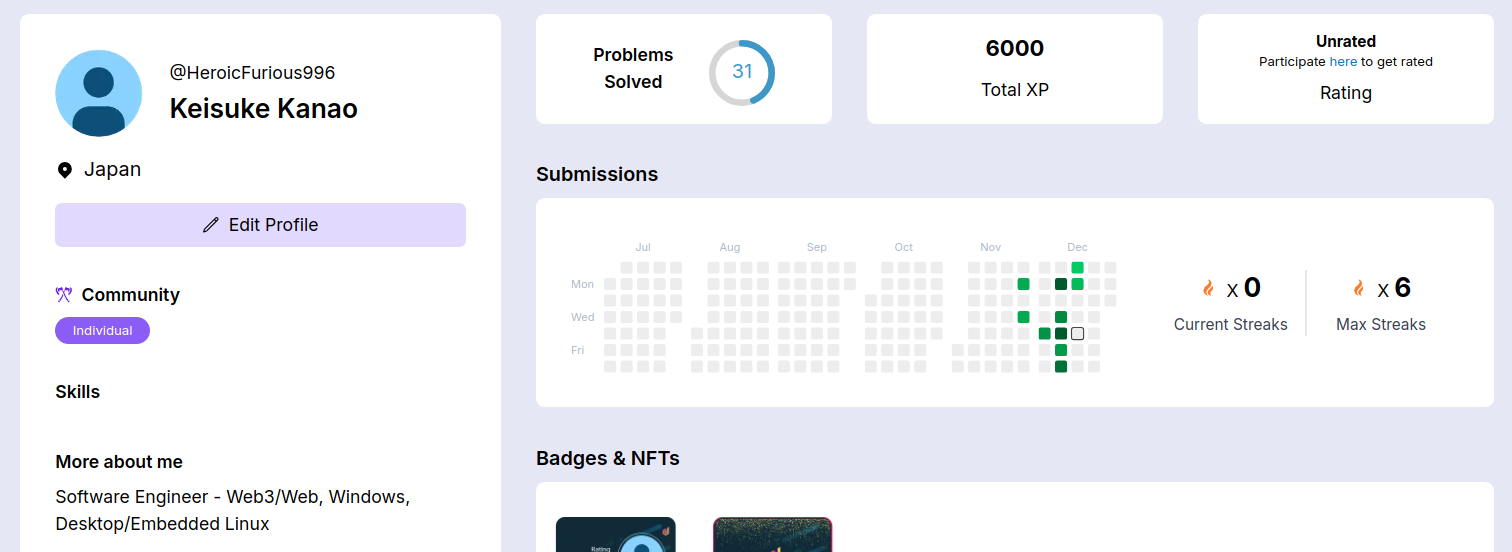 @HeroicFurious996
Keisuke Kanao
Japan
Edit Profile
Community
Individual
Skills
More about me
Software Engineer - Web3/Web, Windows,
Desktop/Embedded Linux
Problems
Solved
31
6000
Total XP
Unrated
Participate here to get rated
Rating
Submissions
Jul Aug Sep Oct Nov Dec
Mon
Wed
Fri
X 0
Current Streaks
X 6
Max Streaks
Badges & NFTs
Rating